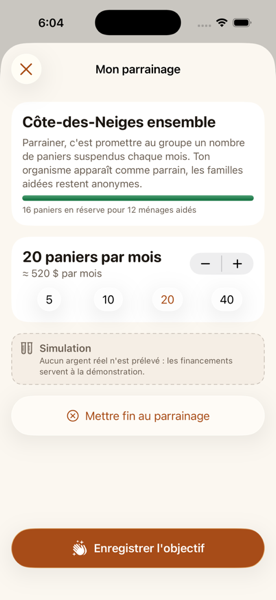 6:04
Mon parrainage
Côte-des-Neiges ensemble
Parrainer, c'est promettre au groupe un nombre
de paniers suspendus chaque mois. Ton
organisme apparaît comme parrain, les familles
aidées restent anonymes.
16 paniers en réserve pour 12 ménages aidés
20 paniers par mois
≈ 520 $ par mois
− +
5 10 20 40
Simulation
Aucun argent réel n'est prélevé : les financements
servent à la démonstration.
Mettre fin au parrainage
Enregistrer l'objectif